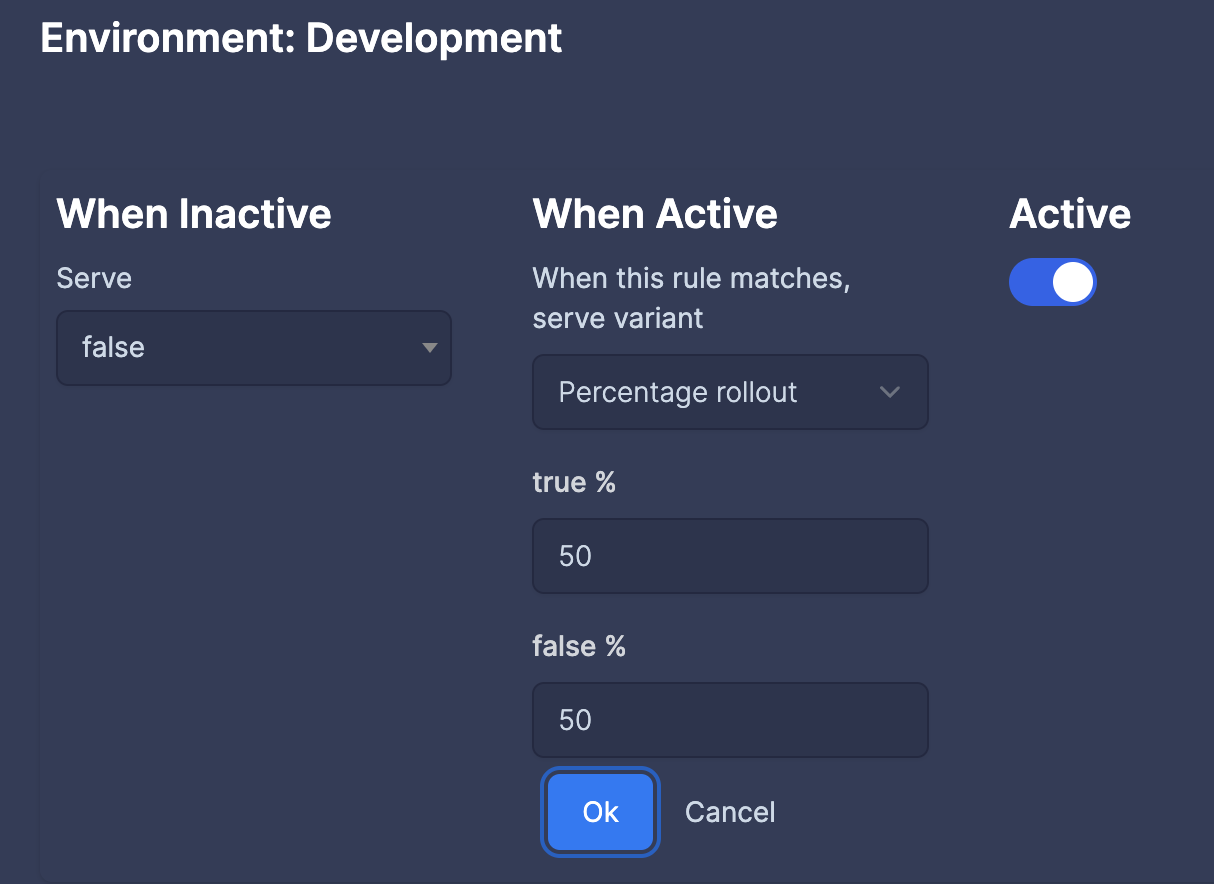 Environment: Development
When Inactive
Serve
false
When Active
When this rule matches,
serve variant
Percentage rollout
true %
50
false %
50
Ok
Cancel
Active